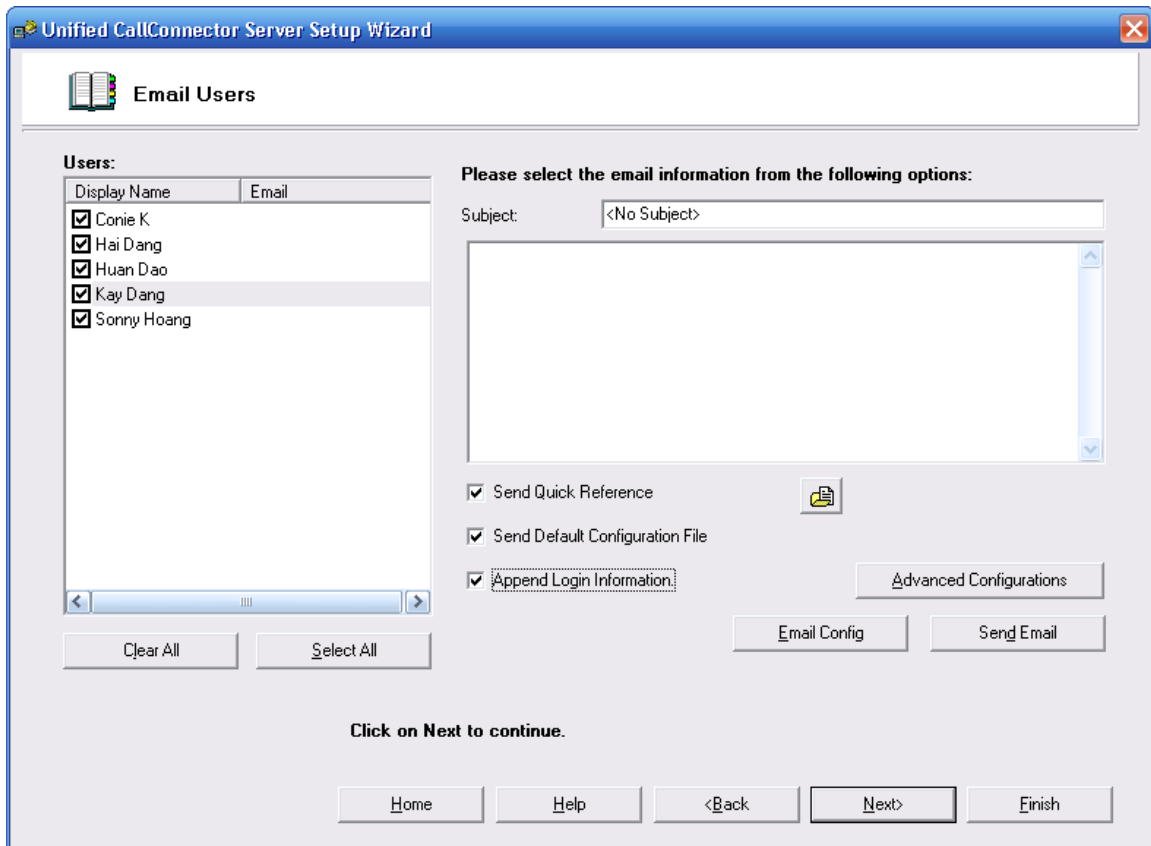 Unified CallConnector Server Setup Wizard
Email Users
Users:
Display Name Email
Conie K
Hai Dang
Huan Dao
Kay Dang
Sonny Hoang
Clear All Select All
Please select the email information from the following options:
Subject: <No Subject>
Send Quick Reference
Send Default Configuration File
Append Login Information.
Advanced Configurations
Email Config Send Email
Click on Next to continue.
Home Help <Back Next> Finish